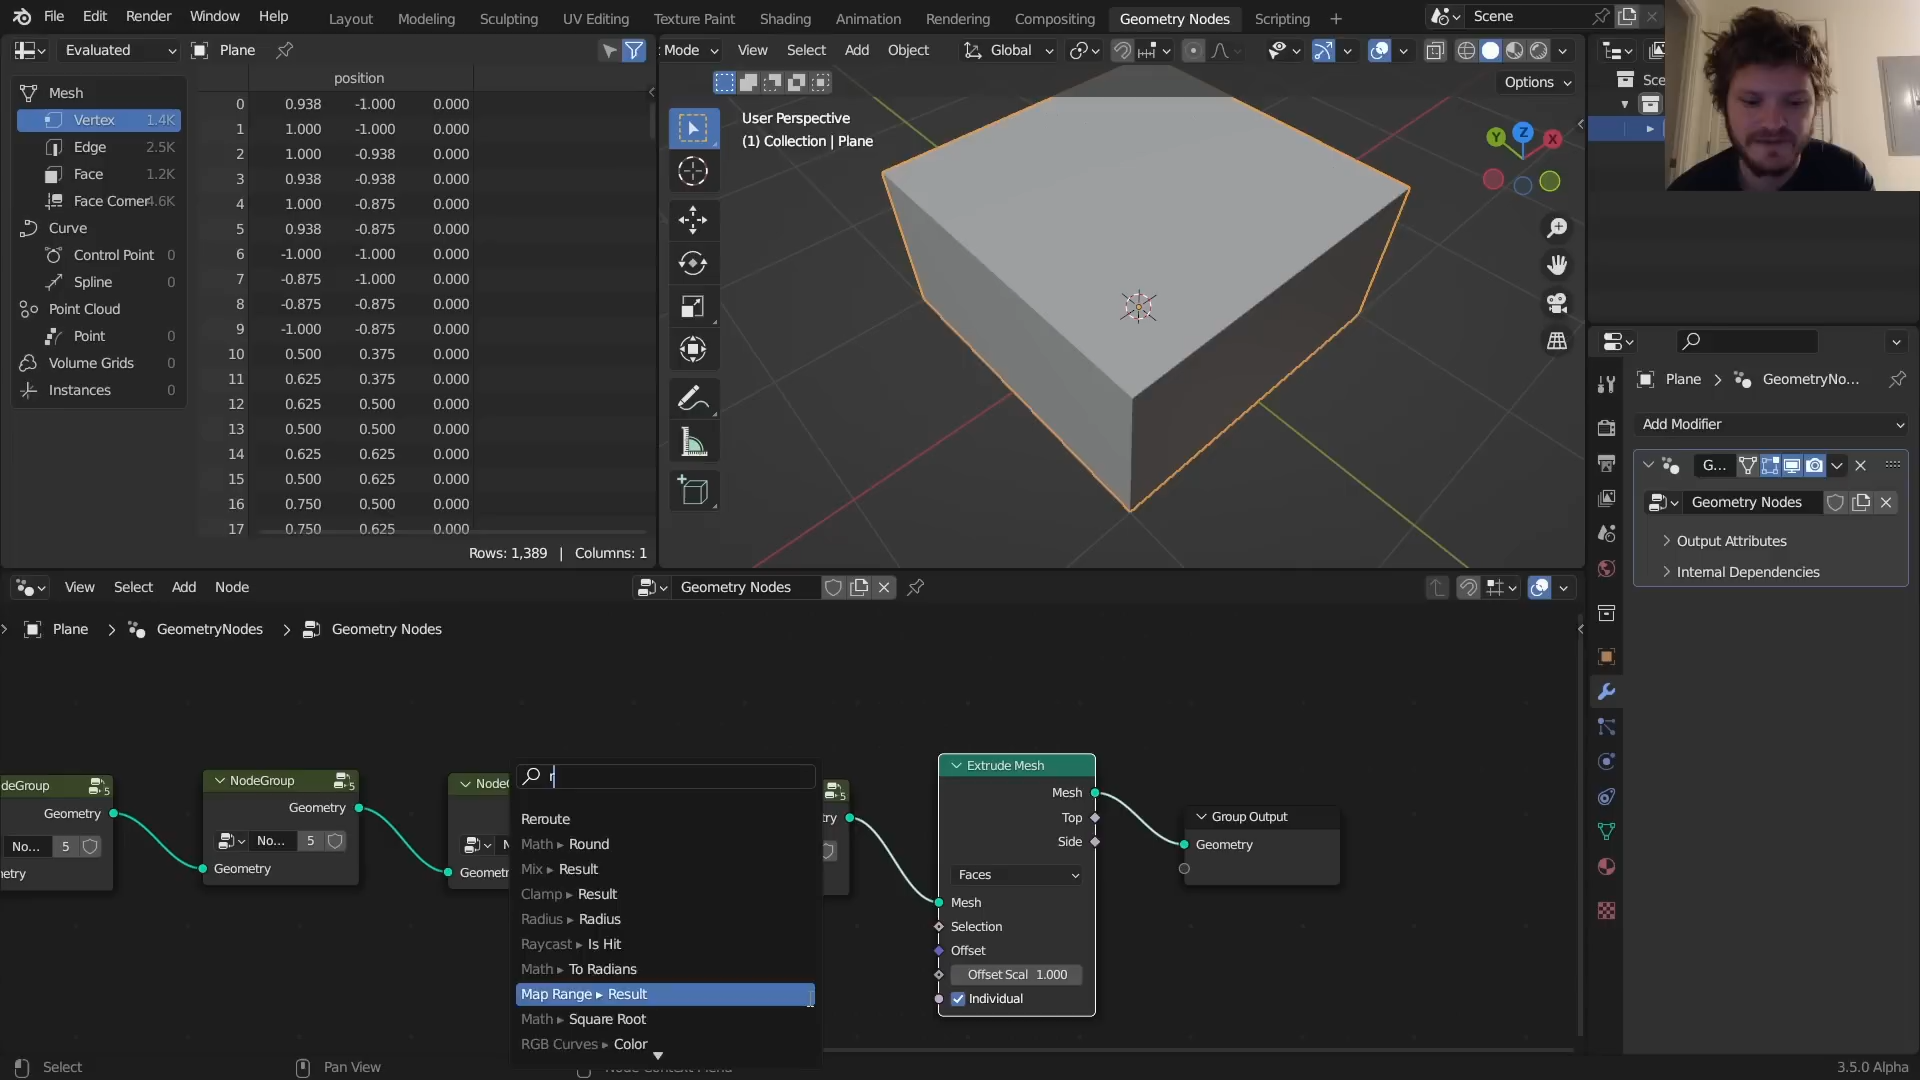 File Edit Render Window Help Layout Modeling Sculpting UV Editing Texture Paint Shading Animation Rendering Compositing Geometry Nodes Scripting + Scene
Evaluated Plane
Mode View Select Add Object Global
Sce
Options
position
Mesh
Vertex 1.4K
Edge 2.5K
Face 1.2K
Face Corner 4.6K
Curve
Control Point 0
Spline 0
Point Cloud
Point 0
Volume Grids 0
Instances 0
0 0.938 -1.000 0.000
1 1.000 -1.000 0.000
2 1.000 -0.938 0.000
3 0.938 -0.938 0.000
4 1.000 -0.875 0.000
5 0.938 -0.875 0.000
6 -1.000 -1.000 0.000
7 -0.875 -1.000 0.000
8 -0.875 -0.875 0.000
9 -1.000 -0.875 0.000
10 0.500 0.375 0.000
11 0.625 0.375 0.000
12 0.625 0.500 0.000
13 0.500 0.500 0.000
14 0.625 0.625 0.000
15 0.500 0.625 0.000
16 0.750 0.500 0.000
17 0.750 0.625 0.000
Rows: 1,389 | Columns: 1
User Perspective
(1) Collection | Plane
Y Z X
Plane > GeometryNo...
Add Modifier
G...
Geometry Nodes
Output Attributes
Internal Dependencies
View Select Add Node Geometry Nodes
Plane > GeometryNodes > Geometry Nodes
deGroup 5
Geometry
No... 5
metry
NodeGroup 5
Geometry
No... 5
Geometry
Geomet
r
Reroute
Math ▸ Round
Mix ▸ Result
Clamp ▸ Result
Radius ▸ Radius
Raycast ▸ Is Hit
Math ▸ To Radians
Map Range ▸ Result
Math ▸ Square Root
RGB Curves ▸ Color
5
try
Extrude Mesh
Mesh
Top
Side
Faces
Mesh
Selection
Offset
Offset Scal 1.000
Individual
Group Output
Geometry
Select Pan View 3.5.0 Alpha